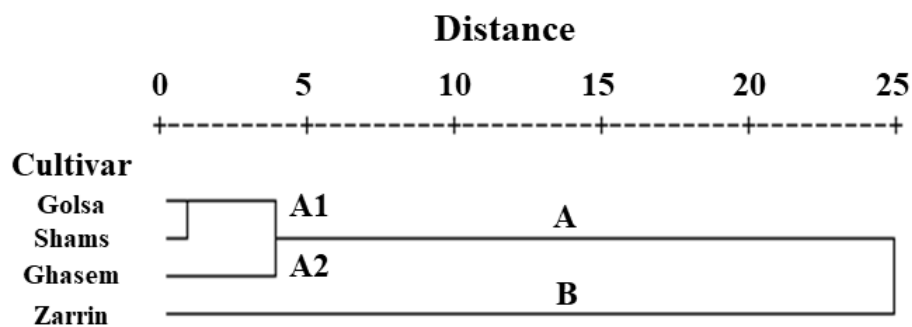 Distance
0 5 10 15 20 25
Cultivar
Golsa A1
Shams A
Ghasem A2
Zarrin B